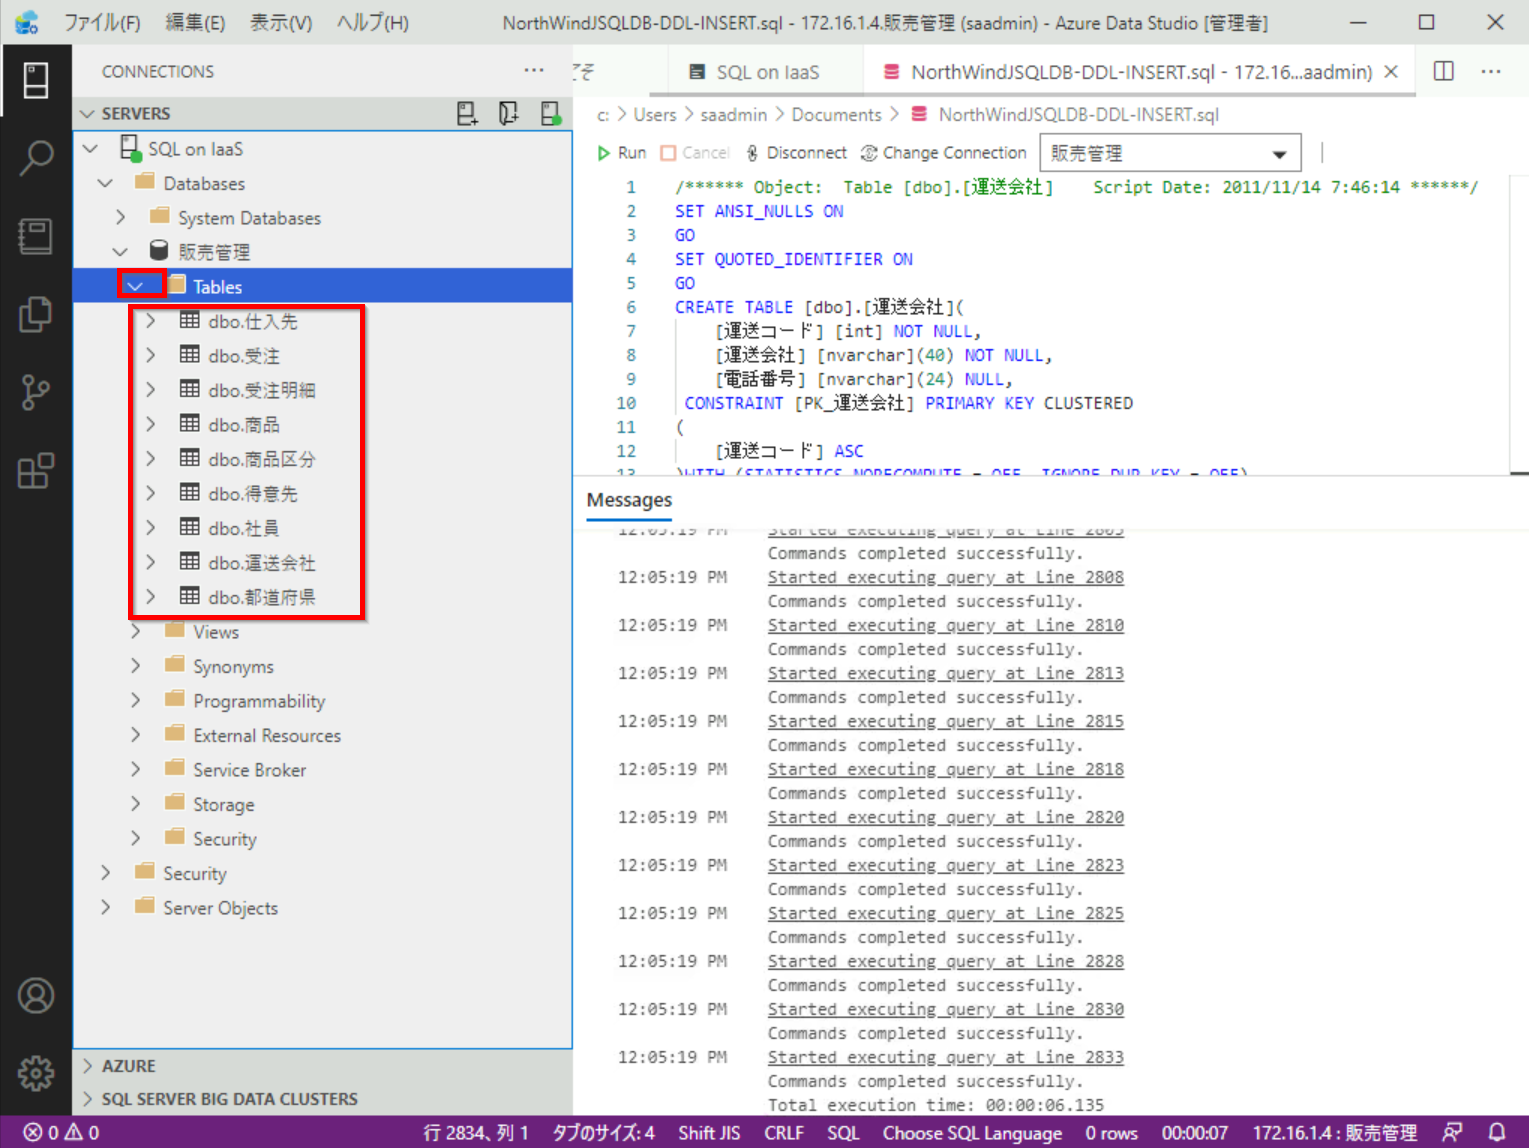 ファイル(F) 編集(E) 表示(V) ヘルプ(H) NorthWindJSQLDB-DDL-INSERT.sql - 172.16.1.4.販売管理 (saadmin) - Azure Data Studio [管理者]
CONNECTIONS
SERVERS
SQL on IaaS
Databases
System Databases
販売管理
Tables
dbo.仕入先
dbo.受注
dbo.受注明細
dbo.商品
dbo.商品区分
dbo.得意先
dbo.社員
dbo.運送会社
dbo.都道府県
Views
Synonyms
Programmability
External Resources
Service Broker
Storage
Security
Security
Server Objects
AZURE
SQL SERVER BIG DATA CLUSTERS
こそ SQL on IaaS NorthWindJSQLDB-DDL-INSERT.sql - 172.16...aadmin)
c: > Users > saadmin > Documents > NorthWindJSQLDB-DDL-INSERT.sql
Run Cancel Disconnect Change Connection 販売管理
1 /****** Object: Table [dbo].[運送会社] Script Date: 2011/11/14 7:46:14 ******/
2 SET ANSI_NULLS ON
3 GO
4 SET QUOTED_IDENTIFIER ON
5 GO
6 CREATE TABLE [dbo].[運送会社](
7 [運送コード] [int] NOT NULL,
8 [運送会社] [nvarchar](40) NOT NULL,
9 [電話番号] [nvarchar](24) NULL,
10 CONSTRAINT [PK_運送会社] PRIMARY KEY CLUSTERED
11 (
12 [運送コード] ASC
13 )WITH (STATISTICS_NORECOMPUTE = OFF, IGNORE_DUP_KEY = OFF)
Messages
12:05:19 PM Started executing query at Line 2805
Commands completed successfully.
12:05:19 PM Started executing query at Line 2808
Commands completed successfully.
12:05:19 PM Started executing query at Line 2810
Commands completed successfully.
12:05:19 PM Started executing query at Line 2813
Commands completed successfully.
12:05:19 PM Started executing query at Line 2815
Commands completed successfully.
12:05:19 PM Started executing query at Line 2818
Commands completed successfully.
12:05:19 PM Started executing query at Line 2820
Commands completed successfully.
12:05:19 PM Started executing query at Line 2823
Commands completed successfully.
12:05:19 PM Started executing query at Line 2825
Commands completed successfully.
12:05:19 PM Started executing query at Line 2828
Commands completed successfully.
12:05:19 PM Started executing query at Line 2830
Commands completed successfully.
12:05:19 PM Started executing query at Line 2833
Commands completed successfully.
Total execution time: 00:00:06.135
0 0 行 2834、列 1 タブのサイズ: 4 Shift JIS CRLF SQL Choose SQL Language 0 rows 00:00:07 172.16.1.4 : 販売管理